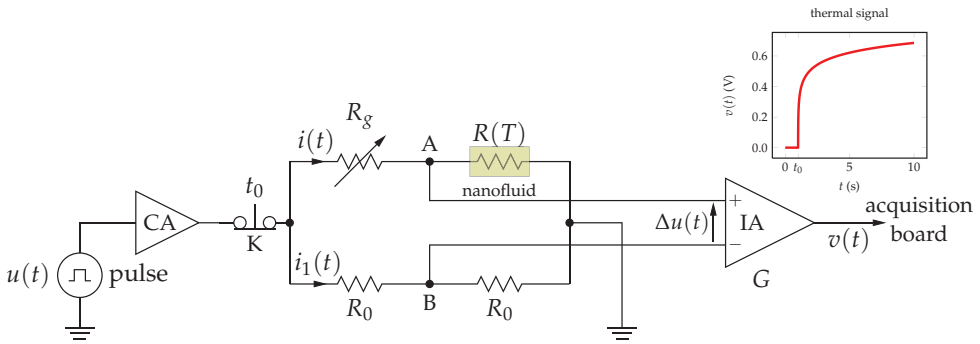 thermal signal
v(t) (V)
0.6
0.4
0.2
0.0
0 t₀ 5 10
t (s)
R_g
i(t)
A
R(T)
nanofluid
t₀
CA
K
+
IA
−
Δu(t)
v(t)
acquisition
board
G
u(t)
pulse
i₁(t)
R₀
B
R₀